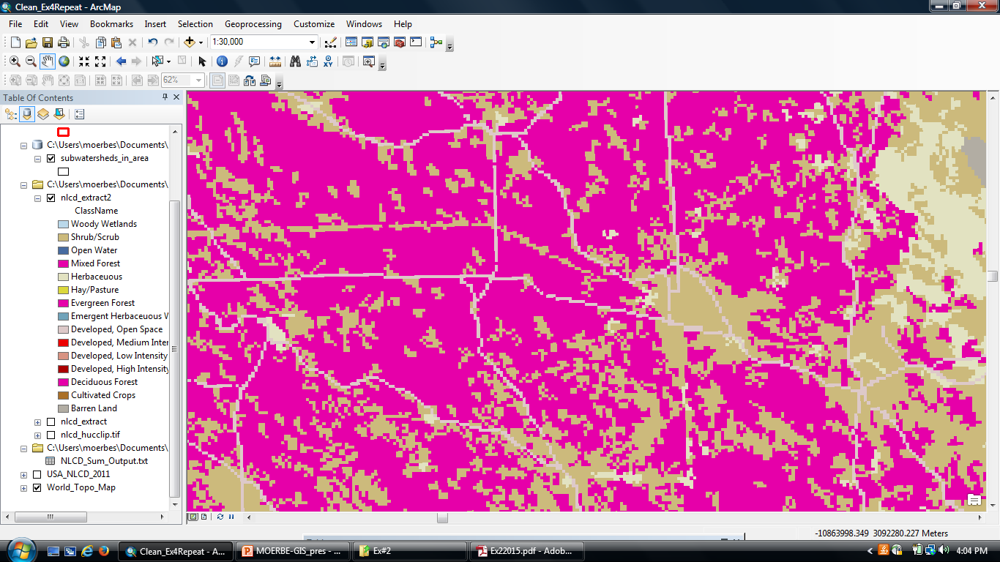 Clean_Ex4Repeat - ArcMap
File Edit View Bookmarks Insert Selection Geoprocessing Customize Windows Help
1:30,000
XY
1:1
62%
Table Of Contents
C:\Users\moerbes\Documents\
subwatersheds_in_area
C:\Users\moerbes\Documents\
nlcd_extract2
ClassName
Woody Wetlands
Shrub/Scrub
Open Water
Mixed Forest
Herbaceuous
Hay/Pasture
Evergreen Forest
Emergent Herbaceuous W
Developed, Open Space
Developed, Medium Inten
Developed, Low Intensity
Developed, High Intensity
Deciduous Forest
Cultivated Crops
Barren Land
nlcd_extract
nlcd_hucclip.tif
C:\Users\moerbes\Documents\
NLCD_Sum_Output.txt
USA_NLCD_2011
World_Topo_Map
-10863998.349 3092280.227 Meters
Clean_Ex4Repeat - A...
MOERBE-GIS_pres - ...
Ex#2
Ex22015.pdf - Adob...
4:04 PM